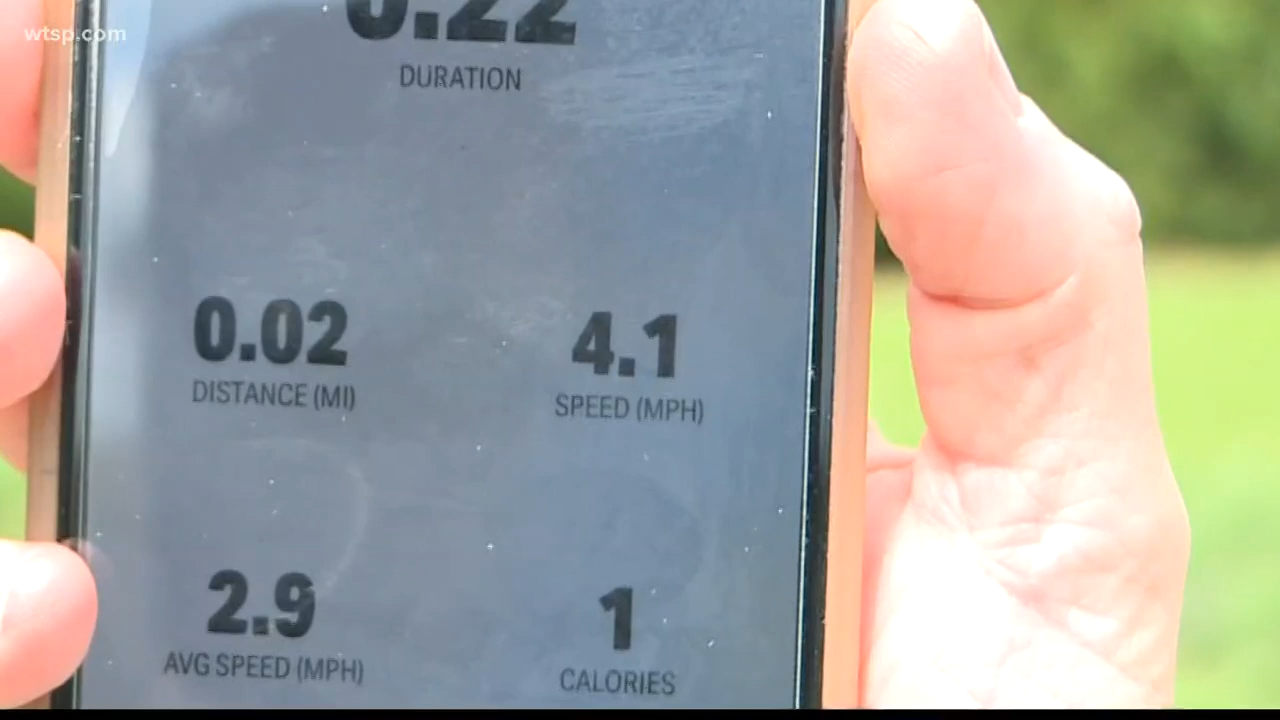 wtsp.com
0:22
DURATION
0.02
DISTANCE (MI)
4.1
SPEED (MPH)
2.9
AVG SPEED (MPH)
1
CALORIES